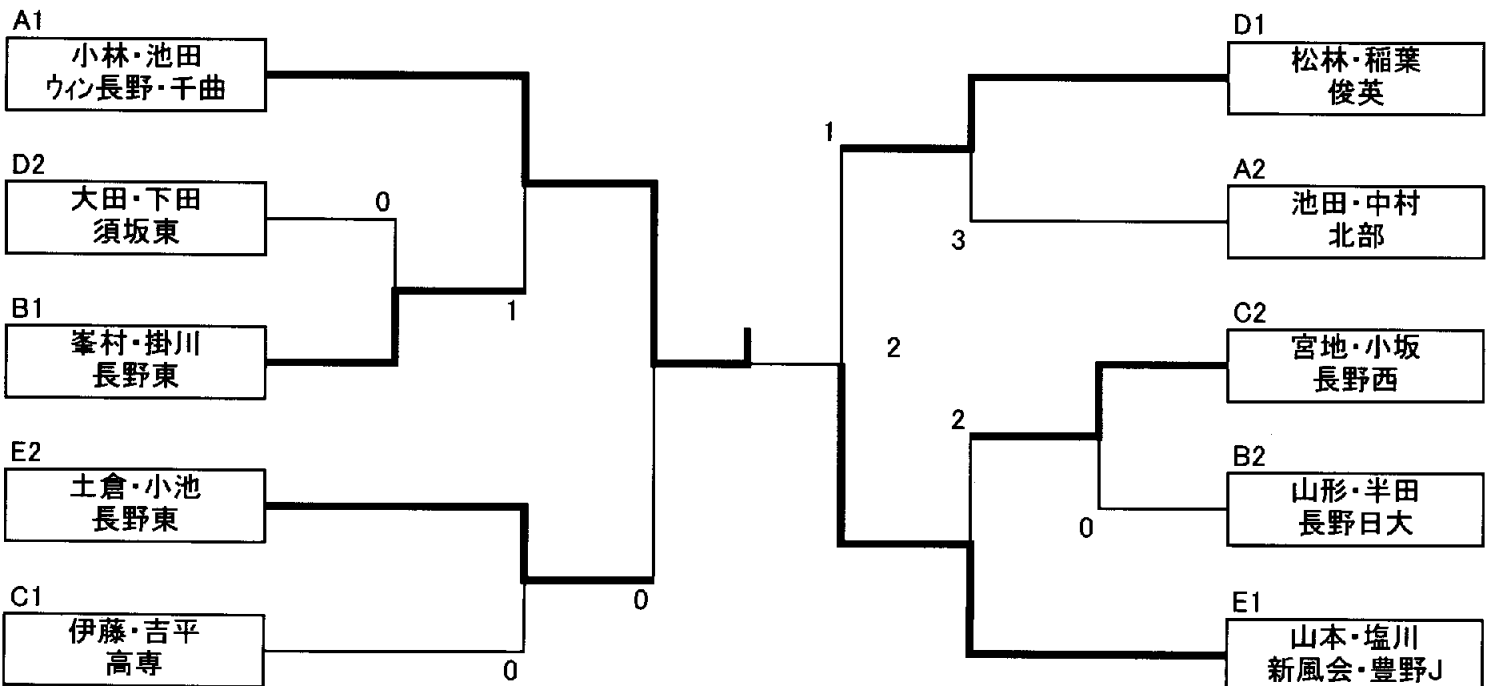 A1
小林・池田
ウィン長野・千曲
D2
大田・下田
須坂東
0
B1
峯村・掛川
長野東
1
E2
土倉・小池
長野東
0
C1
伊藤・吉平
高専
0
2
D1
松林・稲葉
俊英
1
A2
池田・中村
北部
3
C2
宮地・小坂
長野西
2
B2
山形・半田
長野日大
0
E1
山本・塩川
新風会・豊野J